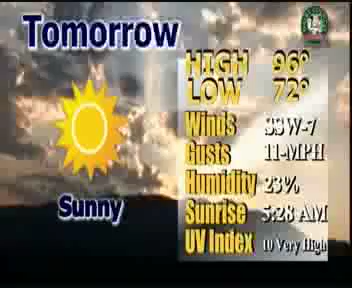 Tomorrow
HIGH 96°
LOW 72°
Winds SSW-7
Gusts 11-MPH
Humidity 23%
Sunrise 5:28 AM
UV Index 10 Very High
Sunny